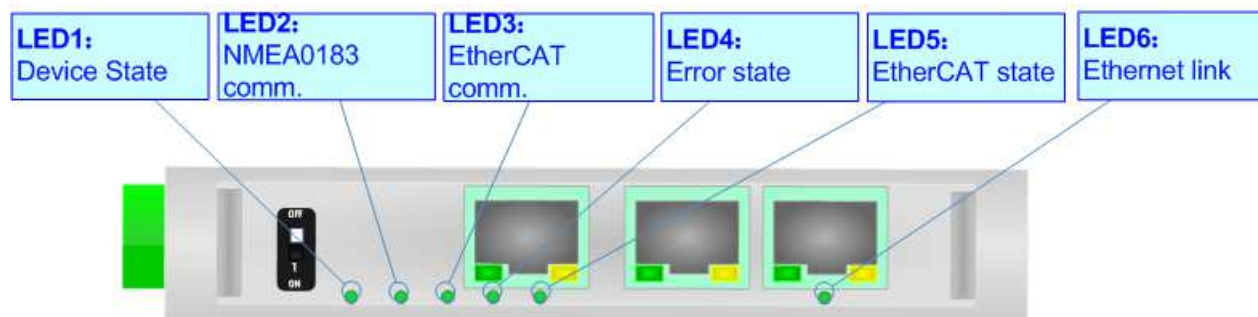 LED1:
Device State
LED2:
NMEA0183
comm.
LED3:
EtherCAT
comm.
LED4:
Error state
LED5:
EtherCAT state
LED6:
Ethernet link
OFF
1
ON